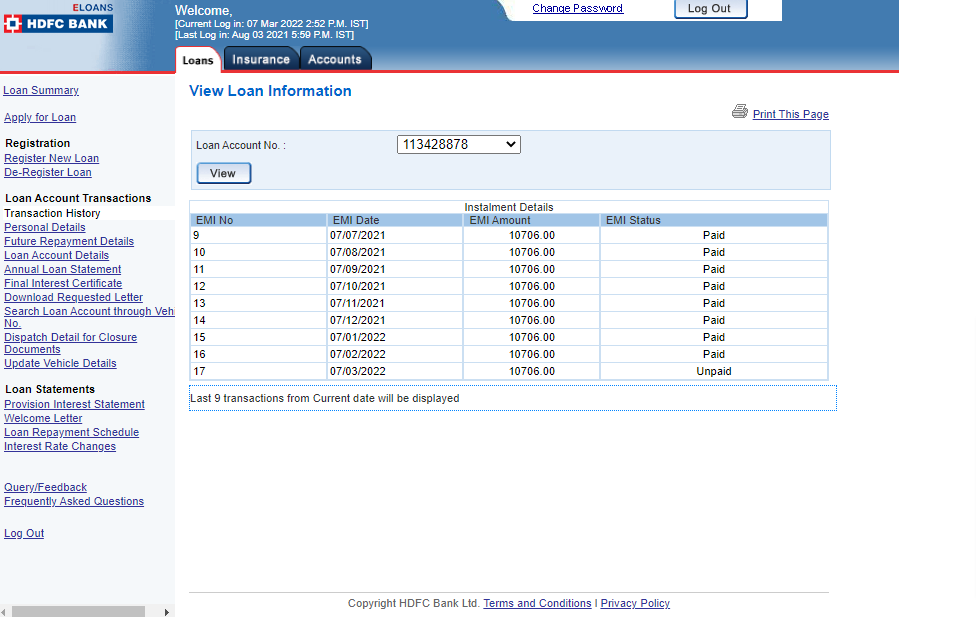 ELOANS
HDFC BANK
Welcome,
[Current Log in: 07 Mar 2022 2:52 P.M. IST]
[Last Log in: Aug 03 2021 5:59 P.M. IST]
Change Password
Log Out
Loans Insurance Accounts
Loan Summary
Apply for Loan
Registration
Register New Loan
De-Register Loan
Loan Account Transactions
Transaction History
Personal Details
Future Repayment Details
Loan Account Details
Annual Loan Statement
Final Interest Certificate
Download Requested Letter
Search Loan Account through Vehi
No.
Dispatch Detail for Closure
Documents
Update Vehicle Details
Loan Statements
Provision Interest Statement
Welcome Letter
Loan Repayment Schedule
Interest Rate Changes
Query/Feedback
Frequently Asked Questions
Log Out
View Loan Information
Print This Page
Loan Account No. : 113428878
View
Instalment Details
EMI No EMI Date EMI Amount EMI Status
9 07/07/2021 10706.00 Paid
10 07/08/2021 10706.00 Paid
11 07/09/2021 10706.00 Paid
12 07/10/2021 10706.00 Paid
13 07/11/2021 10706.00 Paid
14 07/12/2021 10706.00 Paid
15 07/01/2022 10706.00 Paid
16 07/02/2022 10706.00 Paid
17 07/03/2022 10706.00 Unpaid
Last 9 transactions from Current date will be displayed
Copyright HDFC Bank Ltd. Terms and Conditions | Privacy Policy